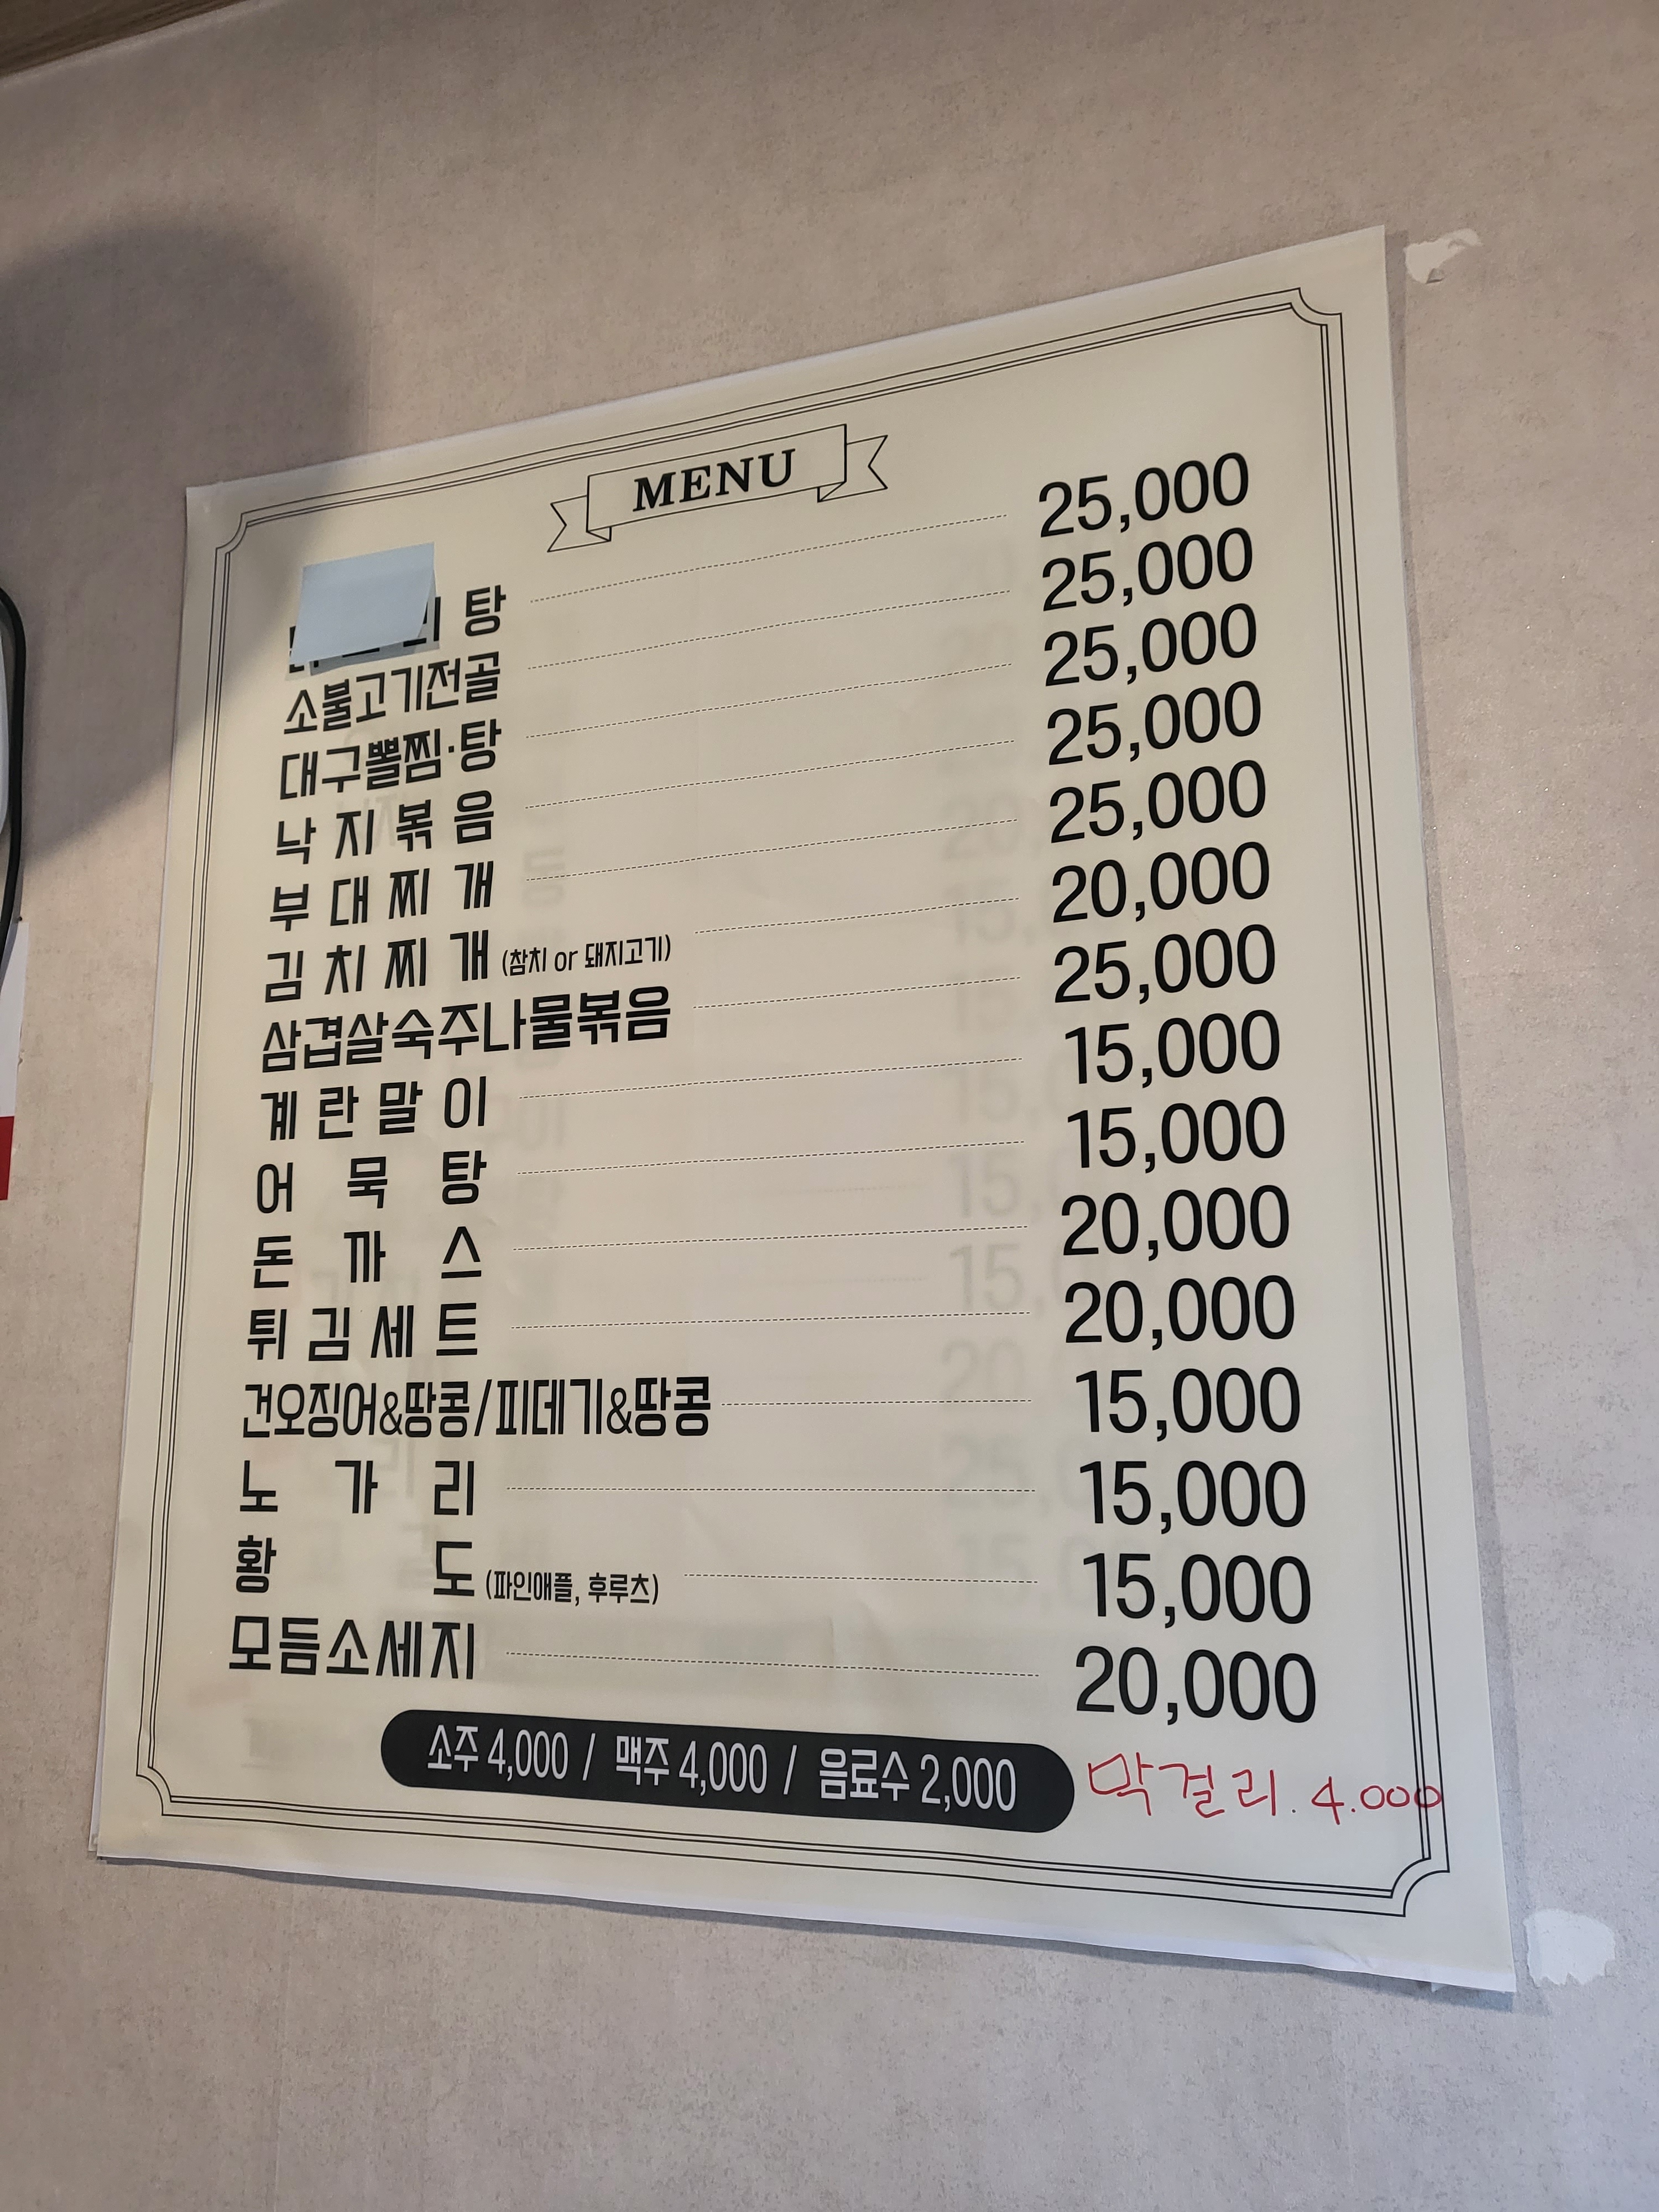 MENU
탕 25,000
소불고기전골 25,000
대구뽈찜·탕 25,000
낙지볶음 25,000
부대찌개 25,000
김치찌개 (참치 or 돼지고기) 20,000
삼겹살숙주나물볶음 25,000
계란말이 15,000
어묵탕 15,000
돈까스 20,000
튀김세트 20,000
건오징어&땅콩/피데기&땅콩 15,000
노가리 15,000
황도 (파인애플, 후루츠) 15,000
모듬소세지 20,000
소주 4,000 / 맥주 4,000 / 음료수 2,000 막걸리. 4.000